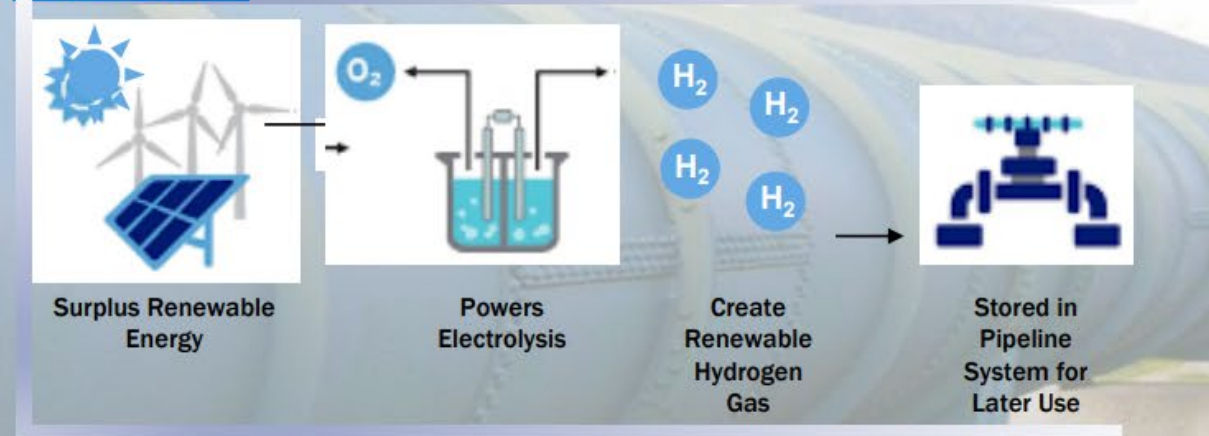 O₂
H₂
H₂
H₂
H₂
Surplus Renewable
Energy
Powers
Electrolysis
Create
Renewable
Hydrogen
Gas
Stored in
Pipeline
System for
Later Use